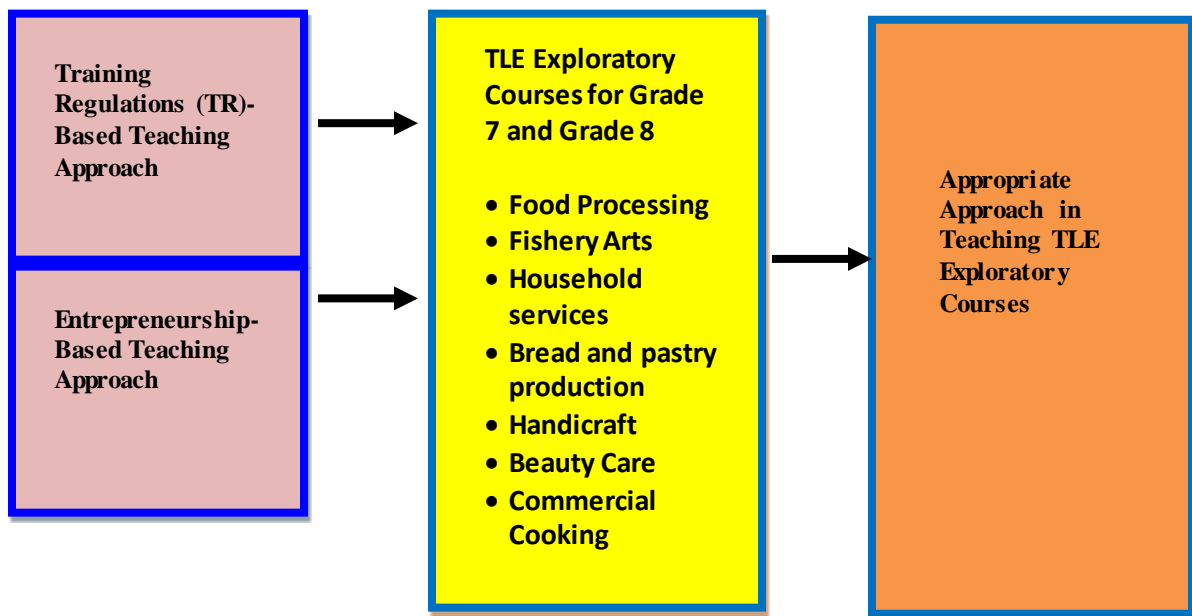 Training
Regulations (TR)-
Based Teaching
Approach
Entrepreneurship-
Based Teaching
Approach
TLE Exploratory
Courses for Grade
7 and Grade 8
• Food Processing
• Fishery Arts
• Household
services
• Bread and pastry
production
• Handicraft
• Beauty Care
• Commercial
Cooking
Appropriate
Approach in
Teaching TLE
Exploratory
Courses